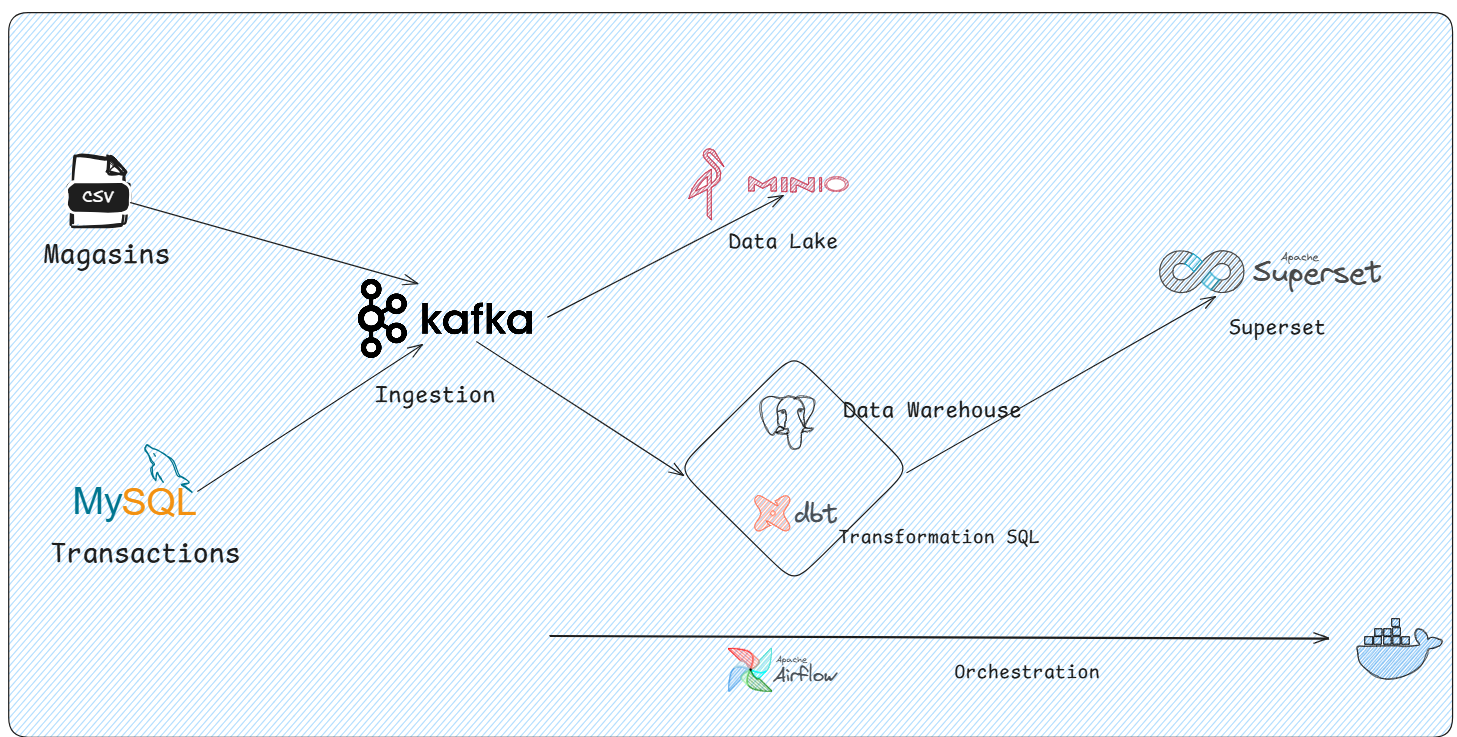 CSV
Magasins
kafka
Ingestion
MySQL
Transactions
MINIO
Data Lake
Data Warehouse
dbt
Transformation SQL
Apache
Superset
Superset
Apache
Airflow
Orchestration